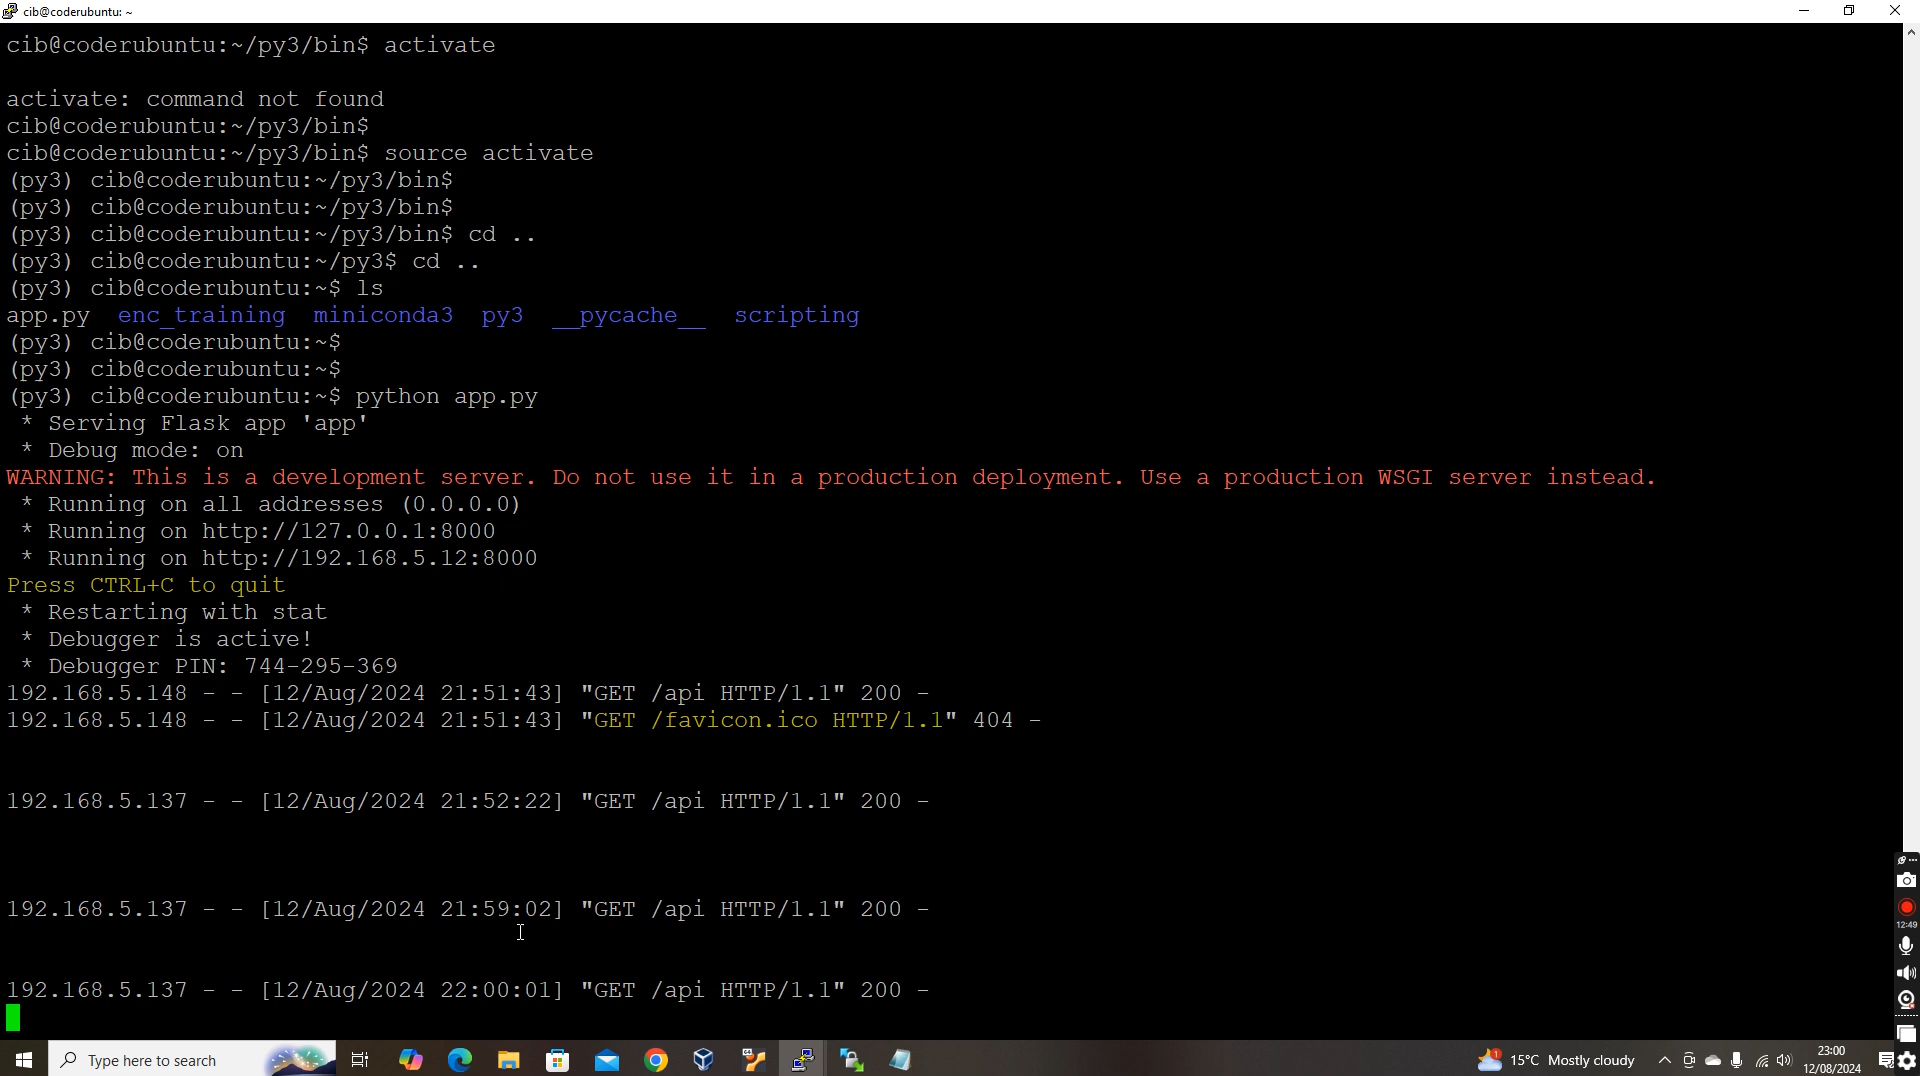 cib@coderubuntu: ~
cib@coderubuntu:~/py3/bin$ activate
activate: command not found
cib@coderubuntu:~/py3/bin$
cib@coderubuntu:~/py3/bin$ source activate
(py3) cib@coderubuntu:~/py3/bin$
(py3) cib@coderubuntu:~/py3/bin$
(py3) cib@coderubuntu:~/py3/bin$ cd ..
(py3) cib@coderubuntu:~/py3$ cd ..
(py3) cib@coderubuntu:~$ ls
app.py  enc_training  miniconda3  py3  __pycache__  scripting
(py3) cib@coderubuntu:~$
(py3) cib@coderubuntu:~$
(py3) cib@coderubuntu:~$ python app.py
 * Serving Flask app 'app'
 * Debug mode: on
WARNING: This is a development server. Do not use it in a production deployment. Use a production WSGI server instead.
 * Running on all addresses (0.0.0.0)
 * Running on http://127.0.0.1:8000
 * Running on http://192.168.5.12:8000
Press CTRL+C to quit
 * Restarting with stat
 * Debugger is active!
 * Debugger PIN: 744-295-369
192.168.5.148 - - [12/Aug/2024 21:51:43] "GET /api HTTP/1.1" 200 -
192.168.5.148 - - [12/Aug/2024 21:51:43] "GET /favicon.ico HTTP/1.1" 404 -
192.168.5.137 - - [12/Aug/2024 21:52:22] "GET /api HTTP/1.1" 200 -
192.168.5.137 - - [12/Aug/2024 21:59:02] "GET /api HTTP/1.1" 200 -
192.168.5.137 - - [12/Aug/2024 22:00:01] "GET /api HTTP/1.1" 200 -
12:49
Type here to search
1
15°C Mostly cloudy
23:00
12/08/2024